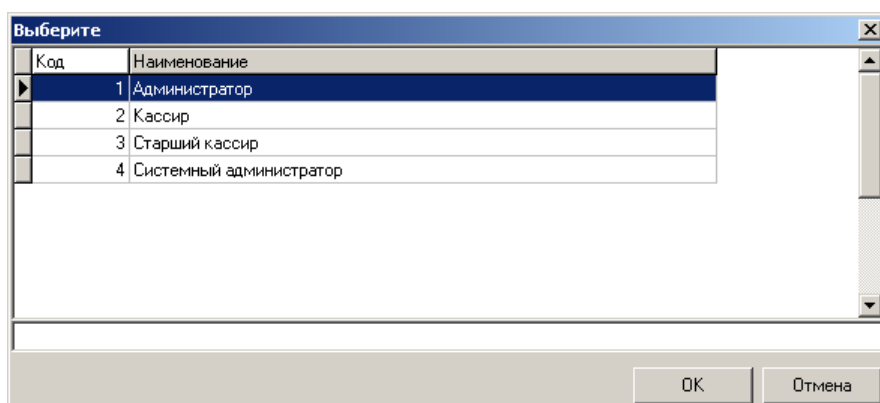 Выберите
Код Наименование
1 Администратор
2 Кассир
3 Старший кассир
4 Системный администратор
OK Отмена